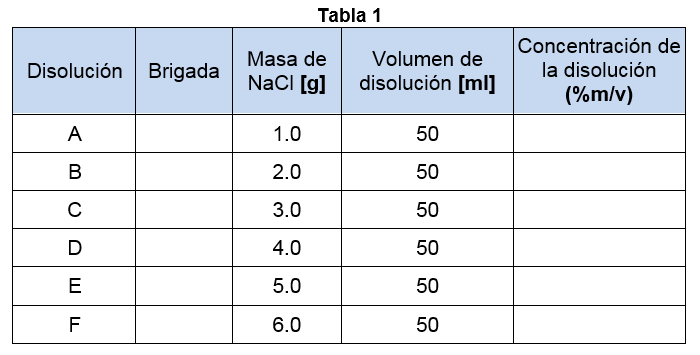 Tabla 1
Disolución Brigada Masa de NaCl [g] Volumen de disolución [ml] Concentración de la disolución (%m/v)
A 1.0 50
B 2.0 50
C 3.0 50
D 4.0 50
E 5.0 50
F 6.0 50